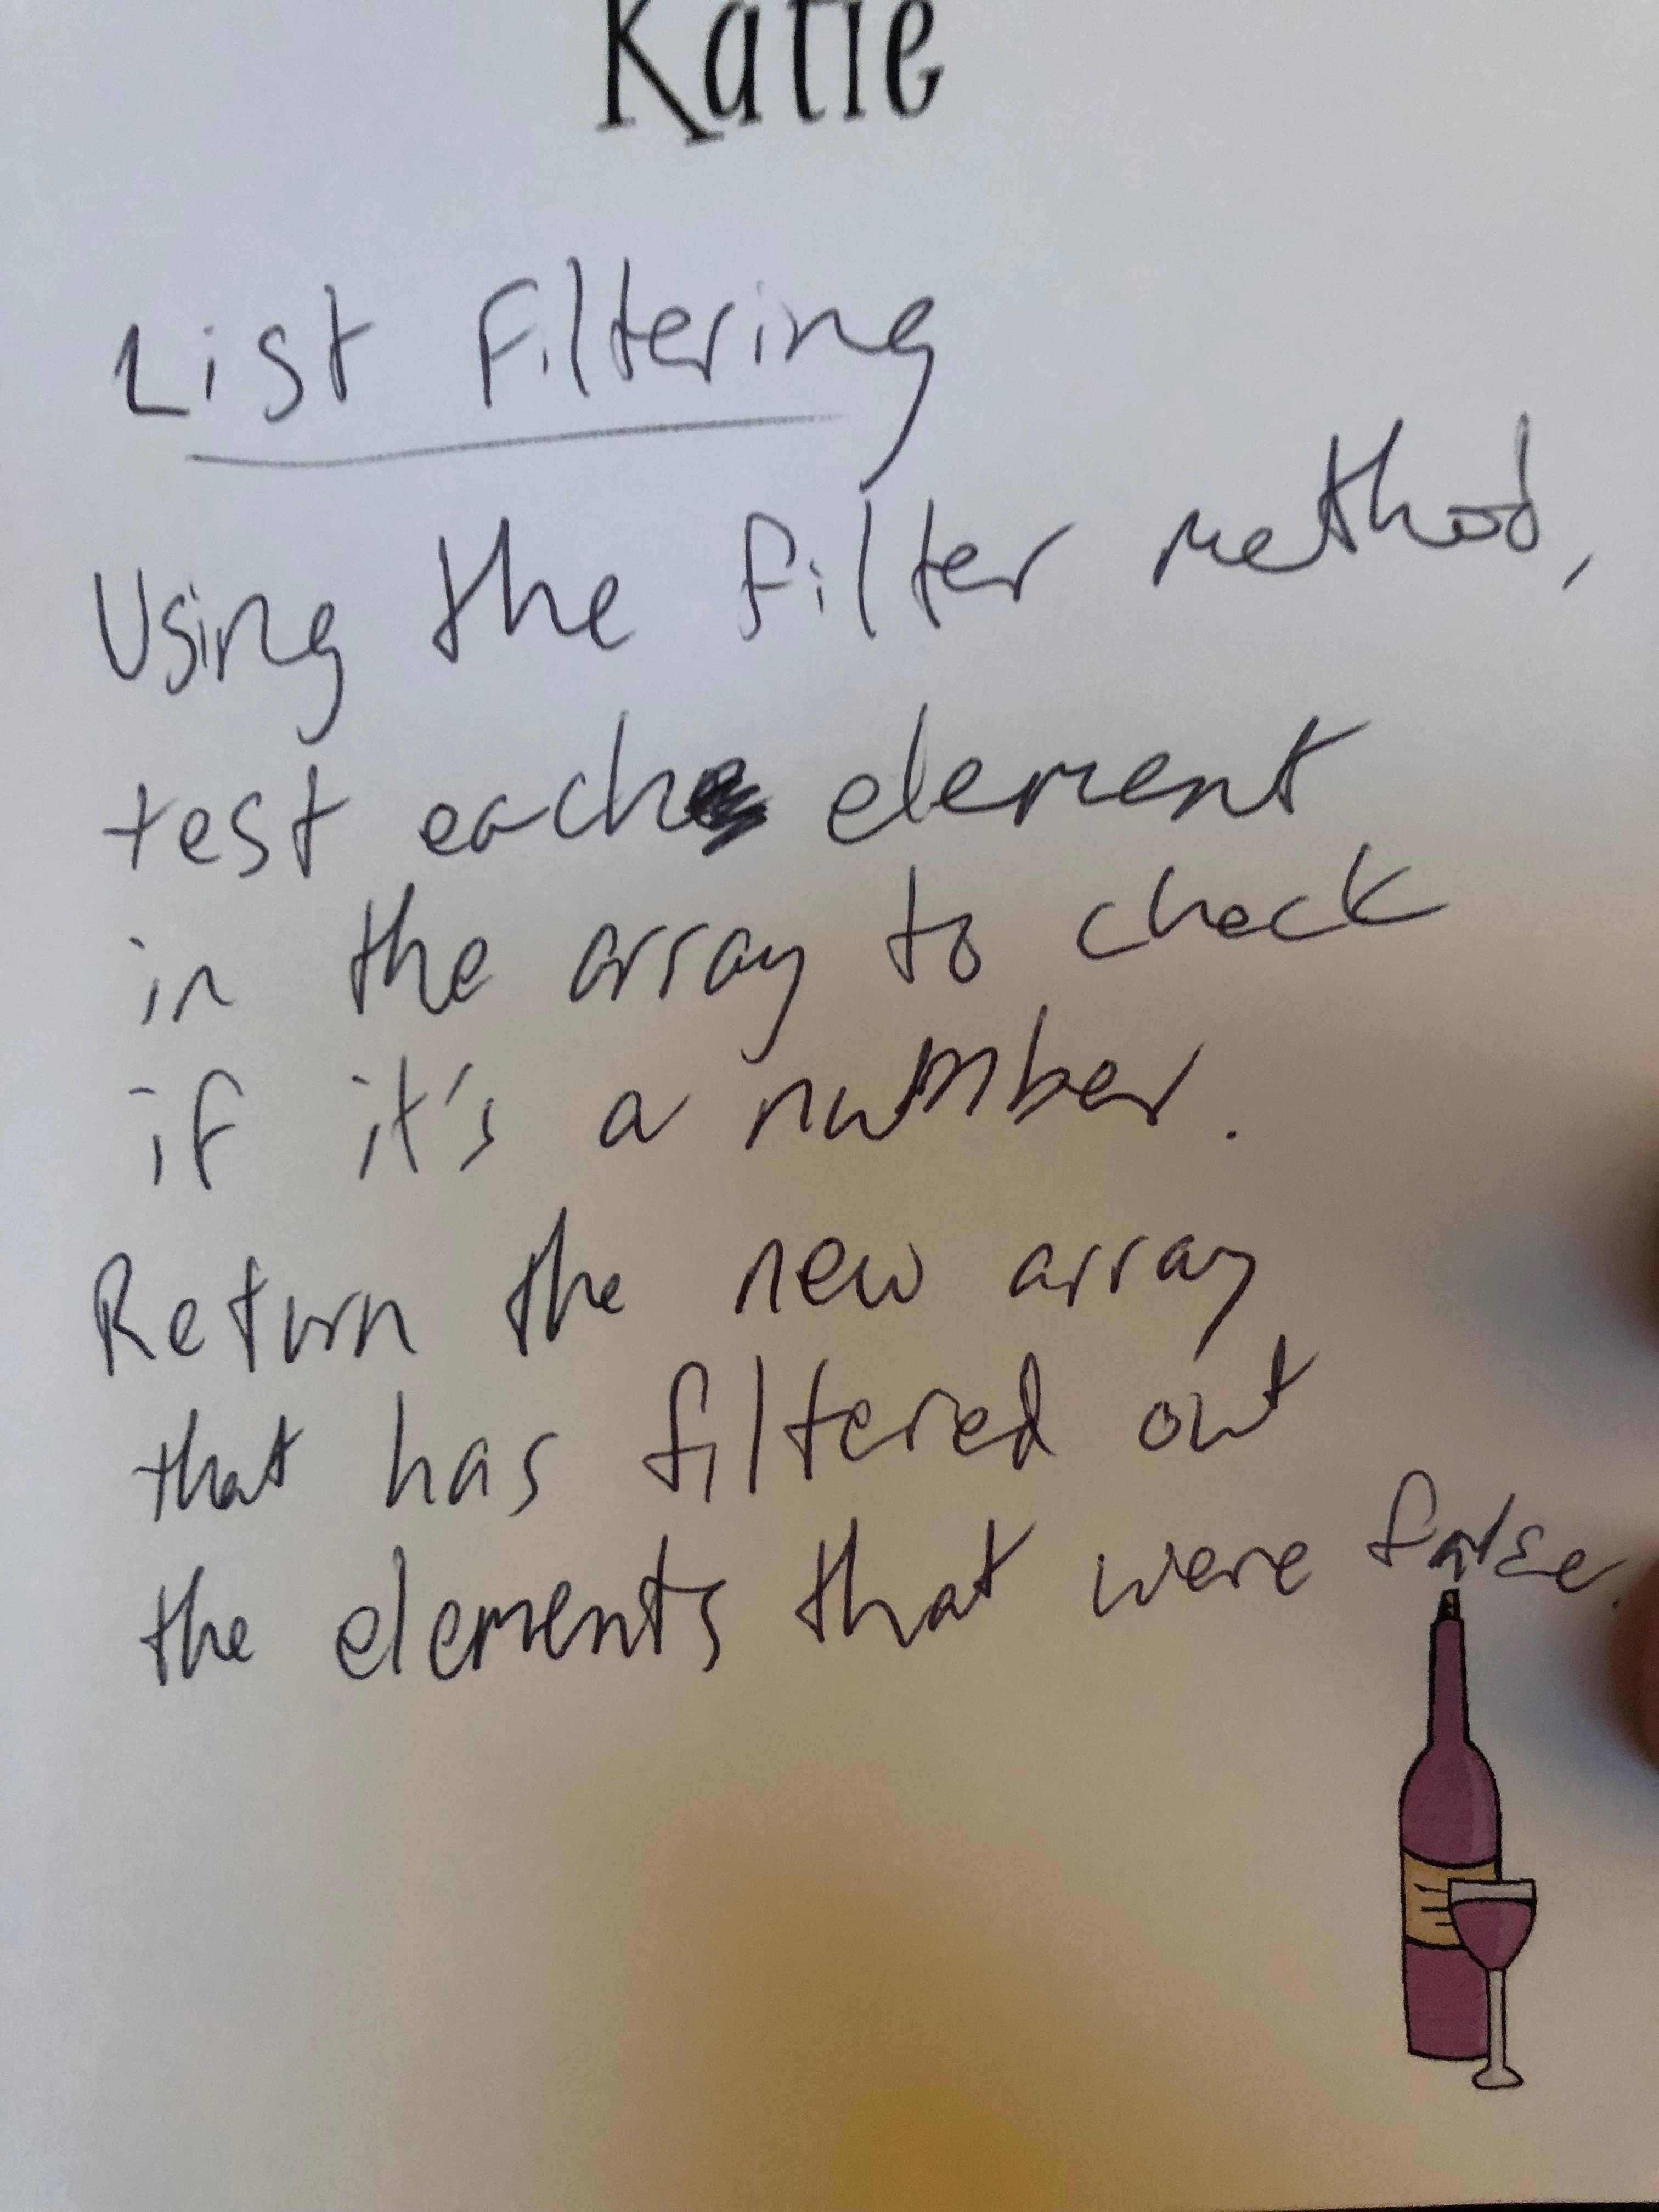 Katie
List Filtering
Using the filter method,
test each element
in the array to check
if it's a number.
Return the new array
that has filtered out
the elements that were false.